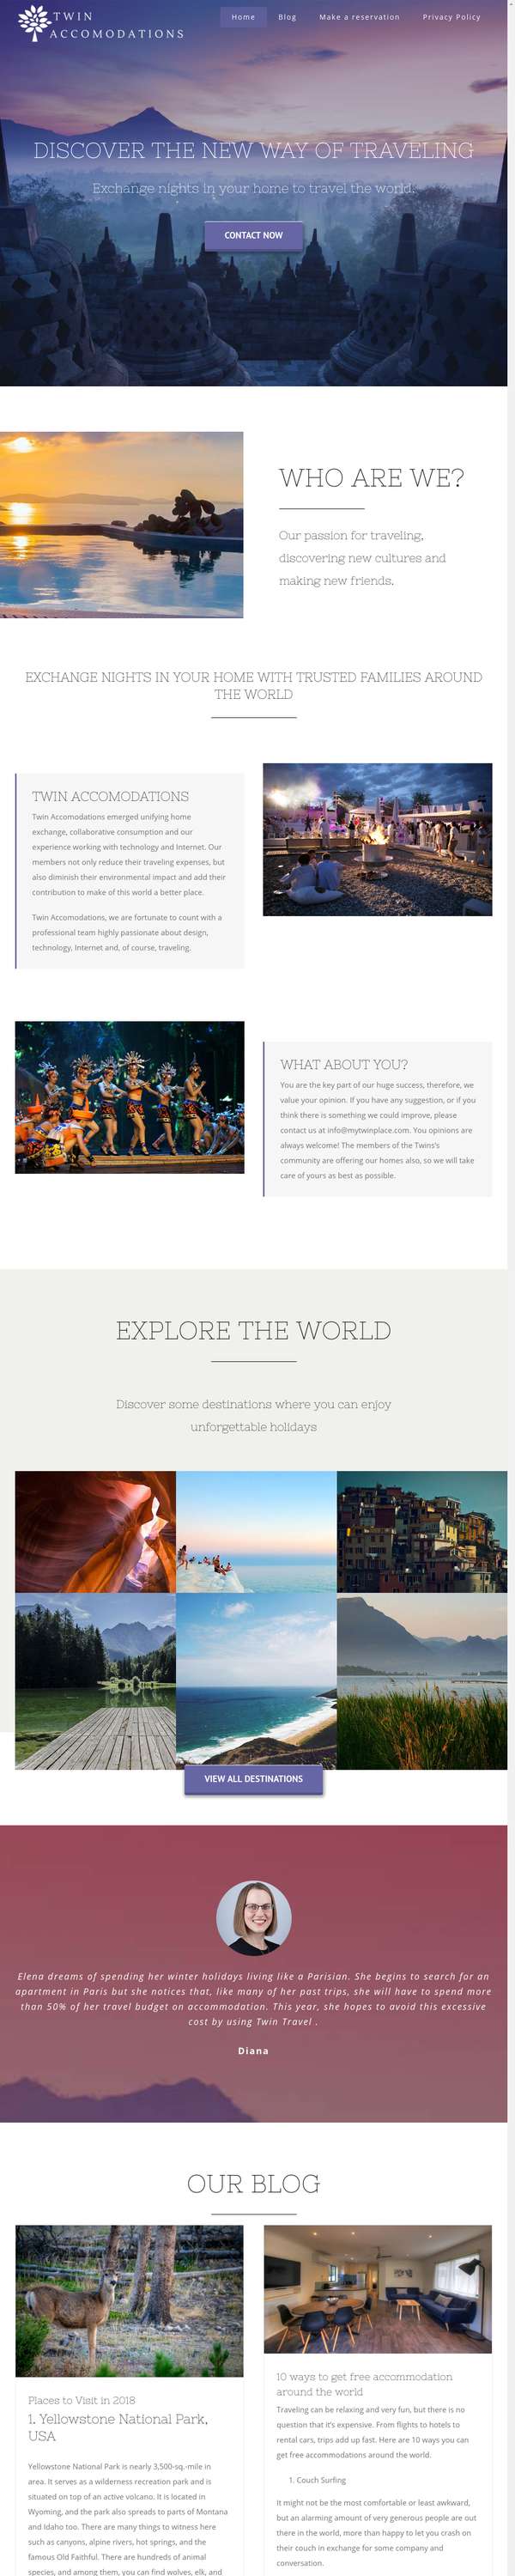 TWIN
ACCOMODATIONS
Home Blog Make a reservation Privacy Policy
DISCOVER THE NEW WAY OF TRAVELING
Exchange nights in your home to travel the world.
CONTACT NOW
WHO ARE WE?
Our passion for traveling,
discovering new cultures and
making new friends.
EXCHANGE NIGHTS IN YOUR HOME WITH TRUSTED FAMILIES AROUND
THE WORLD
TWIN ACCOMODATIONS
Twin Accomodations emerged unifying home
exchange, collaborative consumption and our
experience working with technology and Internet. Our
members not only reduce their traveling expenses, but
also diminish their environmental impact and add their
contribution to make of this world a better place.
Twin Accomodations, we are fortunate to count with a
professional team highly passionate about design,
technology, Internet and, of course, traveling.
WHAT ABOUT YOU?
You are the key part of our huge success, therefore, we
value your opinion. If you have any suggestion, or if you
think there is something we could improve, please
contact us at info@mytwinplace.com. You opinions are
always welcome! The members of the Twins's
community are offering our homes also, so we will take
care of yours as best as possible.
EXPLORE THE WORLD
Discover some destinations where you can enjoy
unforgettable holidays
VIEW ALL DESTINATIONS
Elena dreams of spending her winter holidays living like a Parisian. She begins to search for an
apartment in Paris but she notices that, like many of her past trips, she will have to spend more
than 50% of her travel budget on accommodation. This year, she hopes to avoid this excessive
cost by using Twin Travel .
Diana
OUR BLOG
Places to Visit in 2018
1. Yellowstone National Park,
USA
Yellowstone National Park is nearly 3,500-sq.-mile in
area. It serves as a wilderness recreation park and is
situated on top of an active volcano. It is located in
Wyoming, and the park also spreads to parts of Montana
and Idaho too. There are many things to witness here
such as canyons, alpine rivers, hot springs, and the
famous Old Faithful. There are hundreds of animal
species, and among them, you can find wolves, elk, and
10 ways to get free accommodation
around the world
Traveling can be relaxing and very fun, but there is no
question that it's expensive. From flights to hotels to
rental cars, trips add up fast. Here are 10 ways you can
get free accommodations around the world.
1. Couch Surfing
It might not be the most comfortable or least awkward,
but an alarming amount of very generous people are out
there in the world, more than happy to let you crash on
their couch in exchange for some company and
conversation.